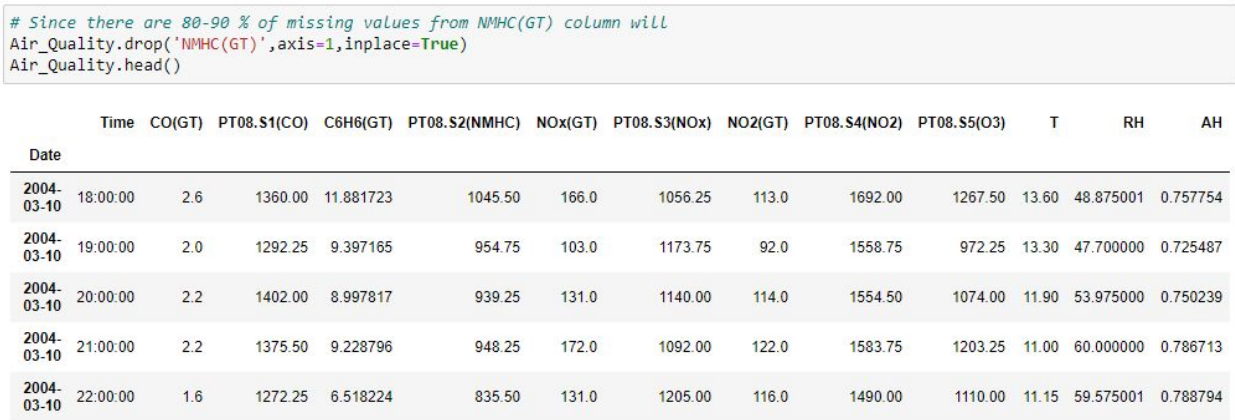 # Since there are 80-90 % of missing values from NMHC(GT) column will
Air_Quality.drop('NMHC(GT)',axis=1,inplace=True)
Air_Quality.head()
Time CO(GT) PT08.S1(CO) C6H6(GT) PT08.S2(NMHC) NOx(GT) PT08.S3(NOx) NO2(GT) PT08.S4(NO2) PT08.S5(O3) T RH AH
Date
2004-03-10 18:00:00 2.6 1360.00 11.881723 1045.50 166.0 1056.25 113.0 1692.00 1267.50 13.60 48.875001 0.757754
2004-03-10 19:00:00 2.0 1292.25 9.397165 954.75 103.0 1173.75 92.0 1558.75 972.25 13.30 47.700000 0.725487
2004-03-10 20:00:00 2.2 1402.00 8.997817 939.25 131.0 1140.00 114.0 1554.50 1074.00 11.90 53.975000 0.750239
2004-03-10 21:00:00 2.2 1375.50 9.228796 948.25 172.0 1092.00 122.0 1583.75 1203.25 11.00 60.000000 0.786713
2004-03-10 22:00:00 1.6 1272.25 6.518224 835.50 131.0 1205.00 116.0 1490.00 1110.00 11.15 59.575001 0.788794